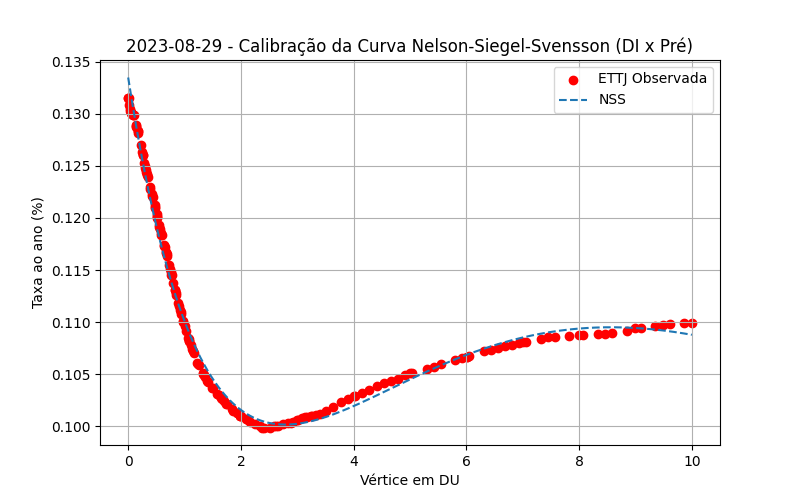 2023-08-29 - Calibração da Curva Nelson-Siegel-Svensson (DI x Pré)
0.135
0.130
0.125
0.120
0.115
0.110
0.105
0.100
Taxa ao ano (%)
ETTJ Observada
NSS
0 2 4 6 8 10
Vértice em DU